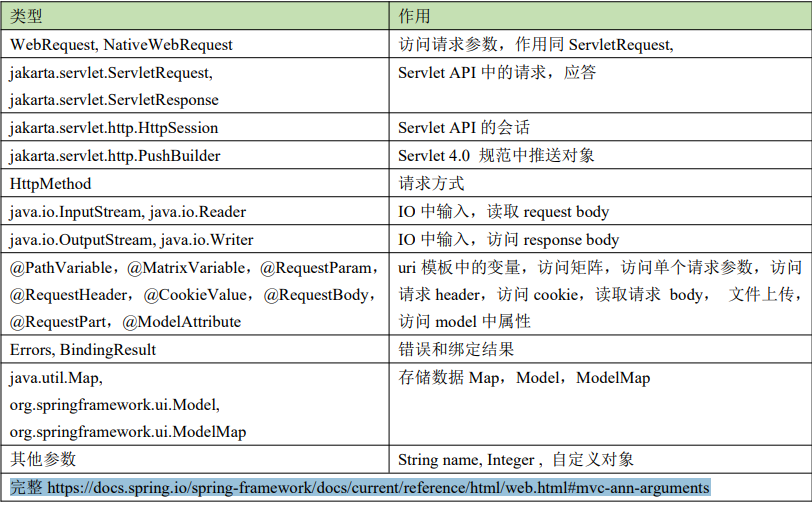 类型 作用
WebRequest, NativeWebRequest 访问请求参数，作用同 ServletRequest,
jakarta.servlet.ServletRequest, Servlet API 中的请求，应答
jakarta.servlet.ServletResponse
jakarta.servlet.http.HttpSession Servlet API 的会话
jakarta.servlet.http.PushBuilder Servlet 4.0 规范中推送对象
HttpMethod 请求方式
java.io.InputStream, java.io.Reader IO 中输入，读取 request body
java.io.OutputStream, java.io.Writer IO 中输入，访问 response body
@PathVariable，@MatrixVariable，@RequestParam， uri 模板中的变量，访问矩阵，访问单个请求参数，访问
@RequestHeader，@CookieValue，@RequestBody， 请求 header，访问 cookie，读取请求 body， 文件上传，
@RequestPart，@ModelAttribute 访问 model 中属性
Errors, BindingResult 错误和绑定结果
java.util.Map, 存储数据 Map，Model，ModelMap
org.springframework.ui.Model,
org.springframework.ui.ModelMap
其他参数 String name, Integer , 自定义对象
完整 https://docs.spring.io/spring-framework/docs/current/reference/html/web.html#mvc-ann-arguments